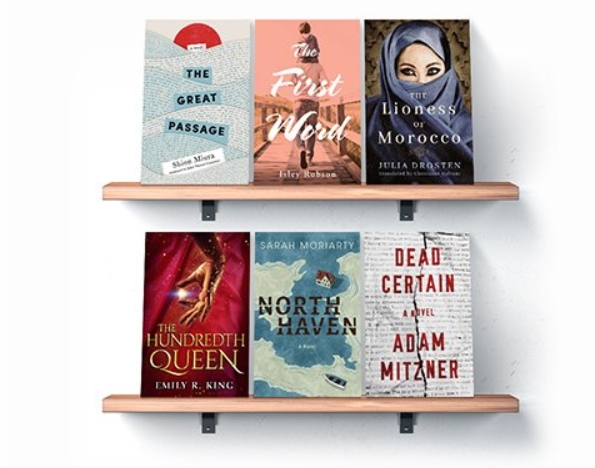 THE
GREAT
PASSAGE
Shion Miura
The
First
Word
Isley Robson
THE
Lioness
OF
Morocco
JULIA DROSTEN
THE
HUNDREDTH
QUEEN
EMILY R. KING
SARAH MORIARTY
NORTH
HAVEN
A Novel
DEAD
CERTAIN
A NOVEL
ADAM
MITZNER